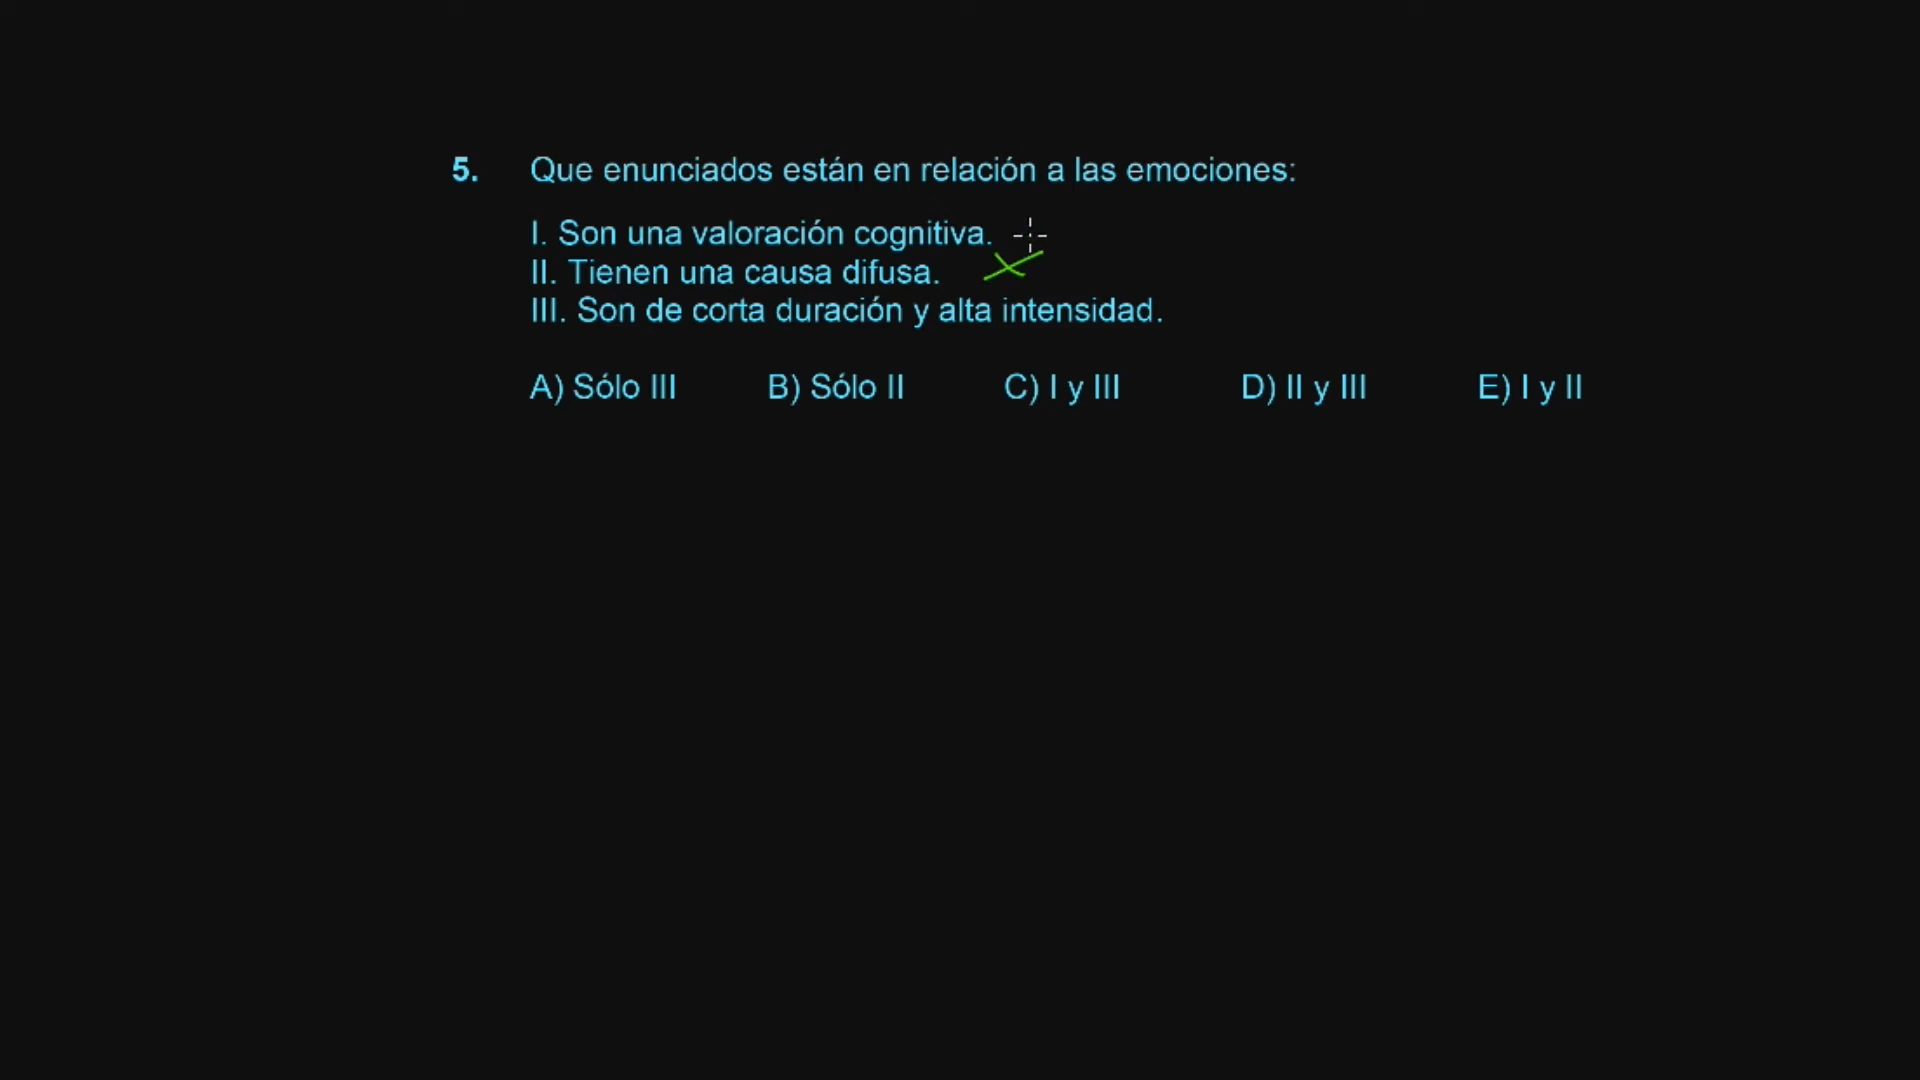 5. Que enunciados están en relación a las emociones:
I. Son una valoración cognitiva.
II. Tienen una causa difusa.
III. Son de corta duración y alta intensidad.
A) Sólo III B) Sólo II C) I y III D) II y III E) I y II